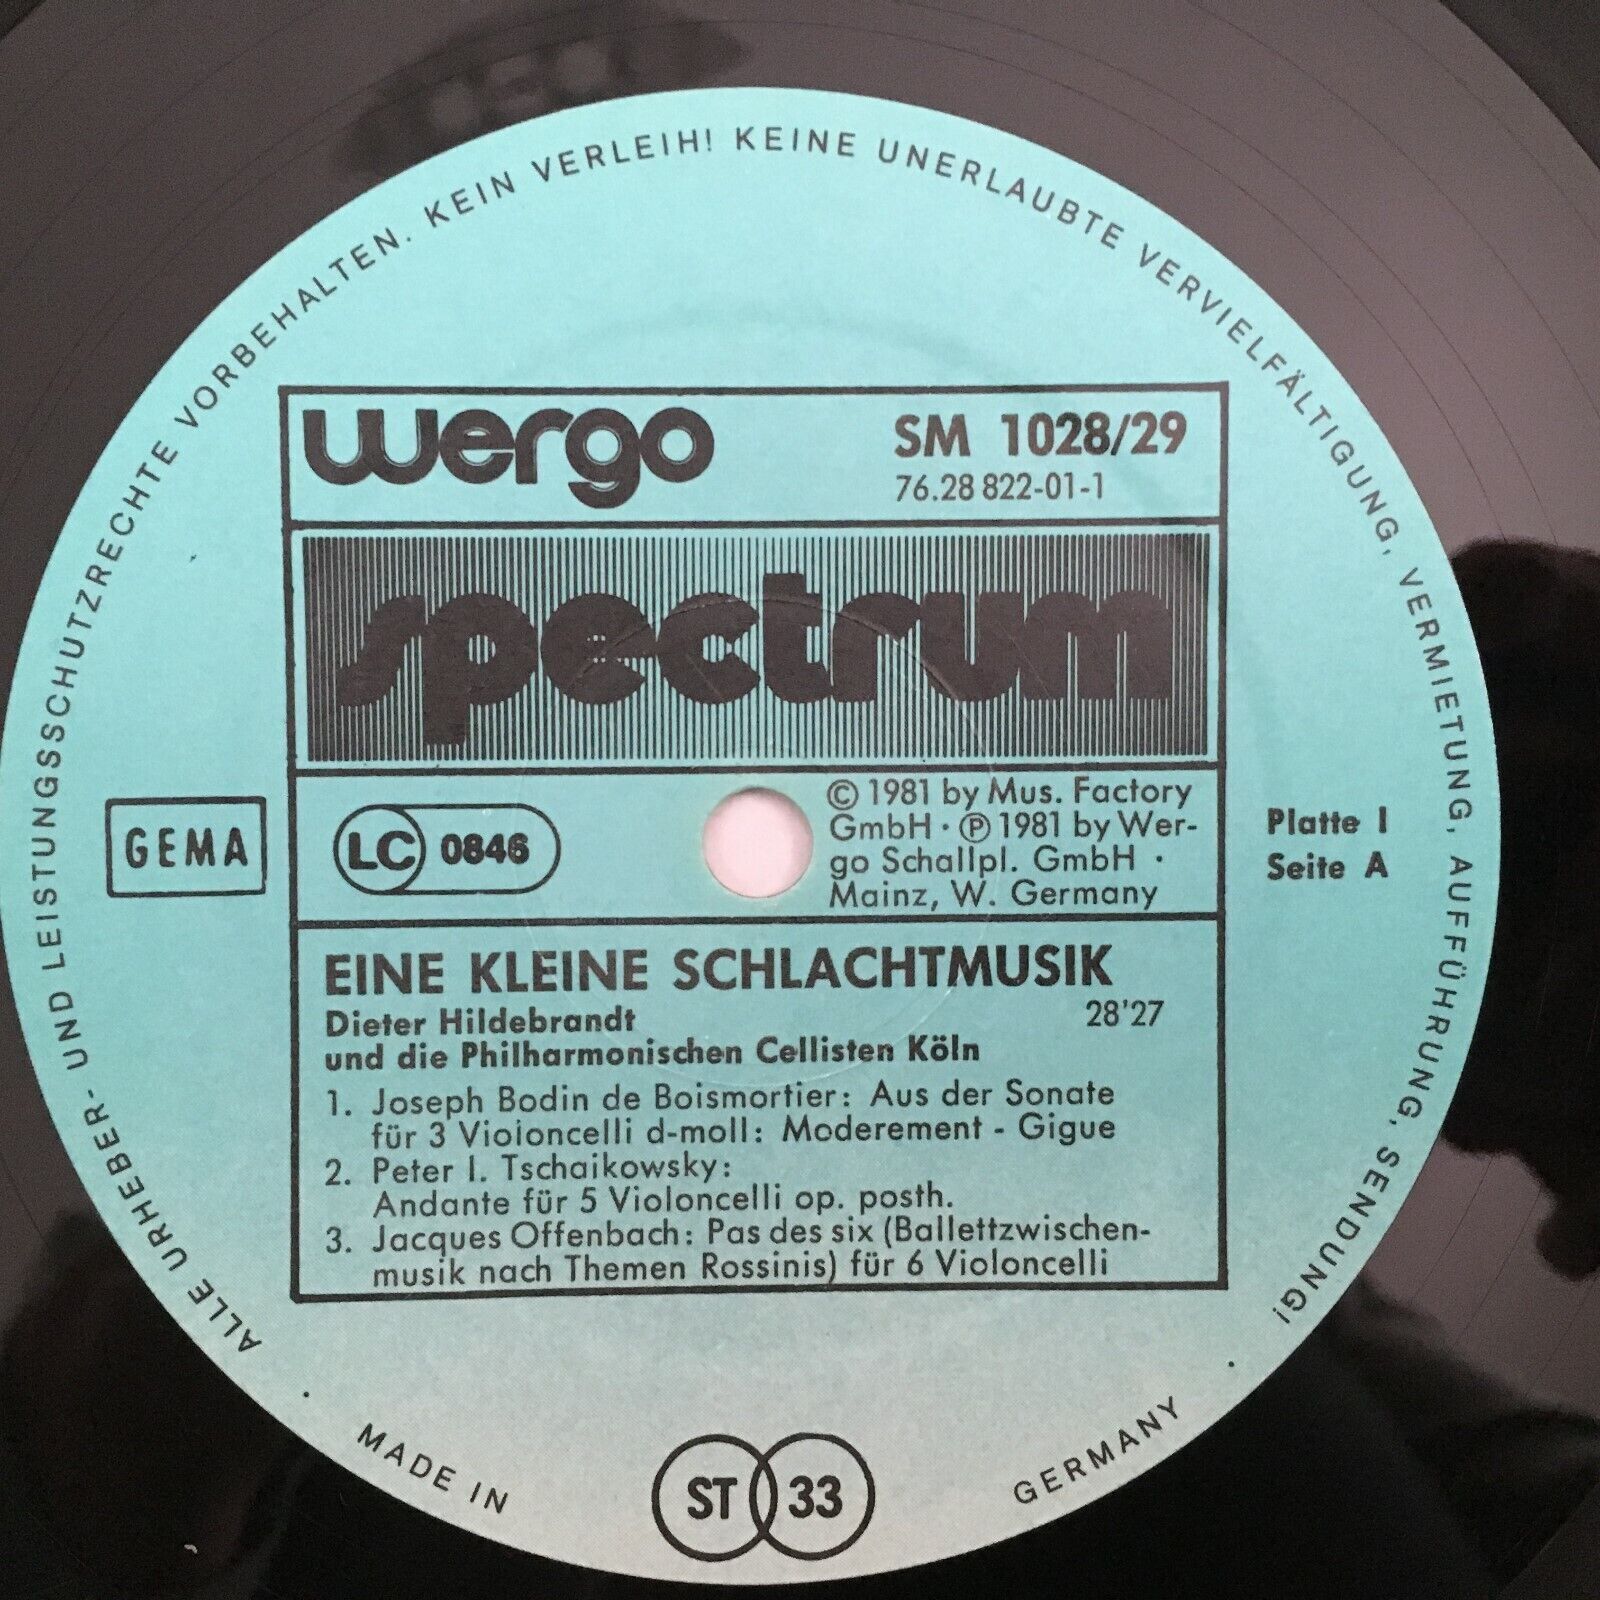 ALLE URHEBER- UND LEISTUNGSSCHUTZRECHTE VORBEHALTEN. KEIN VERLEIH! KEINE UNERLAUBTE VERVIELFÄLTIGUNG, VERMIETUNG, AUFFÜHRUNG, SENDUNG!
wergo
SM 1028/29
76.28 822-01-1
spectrum
GEMA
LC 0846
© 1981 by Mus. Factory
GmbH · ℗ 1981 by Wer-
go Schallpl. GmbH ·
Mainz, W. Germany
Platte I
Seite A
EINE KLEINE SCHLACHTMUSIK
Dieter Hildebrandt 28'27
und die Philharmonischen Cellisten Köln
1. Joseph Bodin de Boismortier: Aus der Sonate
für 3 Violoncelli d-moll: Moderement - Gigue
2. Peter I. Tschaikowsky:
Andante für 5 Violoncelli op. posth.
3. Jacques Offenbach: Pas des six (Ballettzwischen-
musik nach Themen Rossinis) für 6 Violoncelli
· MADE IN GERMANY ·
ST 33